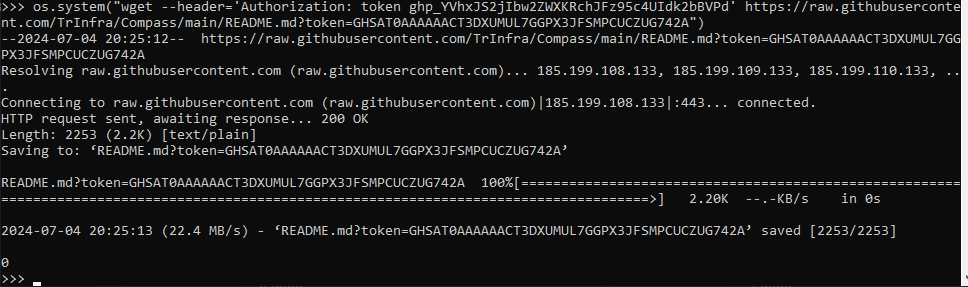 >>> os.system("wget --header='Authorization: token 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' https://raw.githubuserconte
nt.com/TrInfra/Compass/main/README.md?token=GHSAT0AAAAAACT3DXUMUL7GGPX3JFSMPCUCZUG742A")
--2024-07-04 20:25:12-- https://raw.githubusercontent.com/TrInfra/Compass/main/README.md?token=GHSAT0AAAAAACT3DXUMUL7GG
PX3JFSMPCUCZUG742A
Resolving raw.githubusercontent.com (raw.githubusercontent.com)... 185.199.108.133, 185.199.109.133, 185.199.110.133, ..
.
Connecting to raw.githubusercontent.com (raw.githubusercontent.com)|185.199.108.133|:443... connected.
HTTP request sent, awaiting response... 200 OK
Length: 2253 (2.2K) [text/plain]
Saving to: ‘README.md?token=GHSAT0AAAAAACT3DXUMUL7GGPX3JFSMPCUCZUG742A’
README.md?token=GHSAT0AAAAAACT3DXUMUL7GGPX3JFSMPCUCZUG742A 100%[=======================================================
==================================================================================>] 2.20K --.-KB/s in 0s
2024-07-04 20:25:13 (22.4 MB/s) - ‘README.md?token=GHSAT0AAAAAACT3DXUMUL7GGPX3JFSMPCUCZUG742A’ saved [2253/2253]
0
>>>